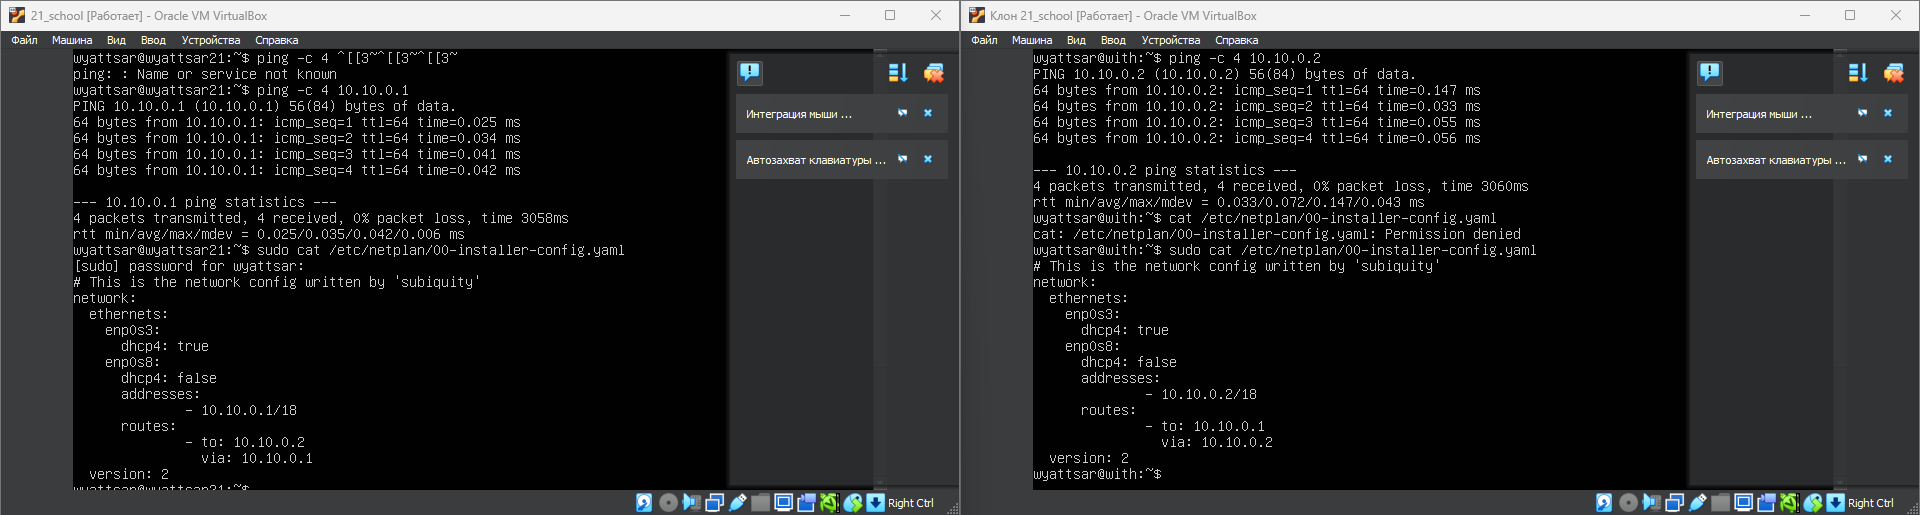 21_school [Работает] - Oracle VM VirtualBox
Файл Машина Вид Ввод Устройства Справка
wyattsar@wyattsar21:~$ ping -c 4 ^[[3~^[[3~^[[3~
ping: : Name or service not known
wyattsar@wyattsar21:~$ ping -c 4 10.10.0.1
PING 10.10.0.1 (10.10.0.1) 56(84) bytes of data.
64 bytes from 10.10.0.1: icmp_seq=1 ttl=64 time=0.025 ms
64 bytes from 10.10.0.1: icmp_seq=2 ttl=64 time=0.034 ms
64 bytes from 10.10.0.1: icmp_seq=3 ttl=64 time=0.041 ms
64 bytes from 10.10.0.1: icmp_seq=4 ttl=64 time=0.042 ms
--- 10.10.0.1 ping statistics ---
4 packets transmitted, 4 received, 0% packet loss, time 3058ms
rtt min/avg/max/mdev = 0.025/0.035/0.042/0.006 ms
wyattsar@wyattsar21:~$ sudo cat /etc/netplan/00-installer-config.yaml
[sudo] password for wyattsar:
# This is the network config written by 'subiquity'
network:
  ethernets:
    enp0s3:
      dhcp4: true
    enp0s8:
      dhcp4: false
      addresses:
              - 10.10.0.1/18
      routes:
              - to: 10.10.0.2
                via: 10.10.0.1
  version: 2
wyattsar@wyattsar21:~$
Интеграция мыши ...
Автозахват клавиатуры ...
Right Ctrl
Клон 21_school [Работает] - Oracle VM VirtualBox
Файл Машина Вид Ввод Устройства Справка
wyattsar@with:~$ ping -c 4 10.10.0.2
PING 10.10.0.2 (10.10.0.2) 56(84) bytes of data.
64 bytes from 10.10.0.2: icmp_seq=1 ttl=64 time=0.147 ms
64 bytes from 10.10.0.2: icmp_seq=2 ttl=64 time=0.033 ms
64 bytes from 10.10.0.2: icmp_seq=3 ttl=64 time=0.055 ms
64 bytes from 10.10.0.2: icmp_seq=4 ttl=64 time=0.056 ms
--- 10.10.0.2 ping statistics ---
4 packets transmitted, 4 received, 0% packet loss, time 3060ms
rtt min/avg/max/mdev = 0.033/0.072/0.147/0.043 ms
wyattsar@with:~$ cat /etc/netplan/00-installer-config.yaml
cat: /etc/netplan/00-installer-config.yaml: Permission denied
wyattsar@with:~$ sudo cat /etc/netplan/00-installer-config.yaml
# This is the network config written by 'subiquity'
network:
  ethernets:
    enp0s3:
      dhcp4: true
    enp0s8:
      dhcp4: false
      addresses:
              - 10.10.0.2/18
      routes:
              - to: 10.10.0.1
                via: 10.10.0.2
  version: 2
wyattsar@with:~$
Интеграция мыши ...
Автозахват клавиатуры ...
Right Ctrl